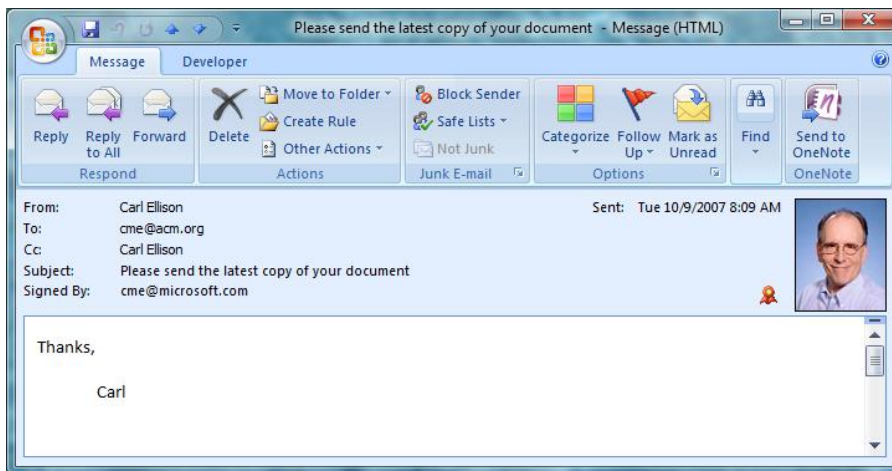 Please send the latest copy of your document - Message (HTML)
Message Developer
Reply
Reply to All
Forward
Respond
Delete
Move to Folder
Create Rule
Other Actions
Actions
Block Sender
Safe Lists
Not Junk
Junk E-mail
Categorize
Follow Up
Mark as Unread
Options
Find
Send to OneNote
OneNote
From: Carl Ellison Sent: Tue 10/9/2007 8:09 AM
To: cme@acm.org
Cc: Carl Ellison
Subject: Please send the latest copy of your document
Signed By: cme@microsoft.com
Thanks,
Carl